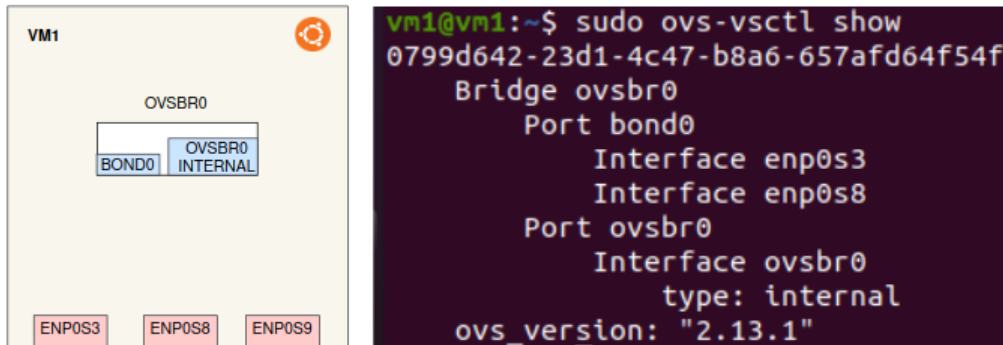 VM1
OVSBR0
BOND0
OVSBR0
INTERNAL
ENP0S3
ENP0S8
ENP0S9
vm1@vm1:~$ sudo ovs-vsctl show
0799d642-23d1-4c47-b8a6-657afd64f54f
Bridge ovsbr0
Port bond0
Interface enp0s3
Interface enp0s8
Port ovsbr0
Interface ovsbr0
type: internal
ovs_version: "2.13.1"